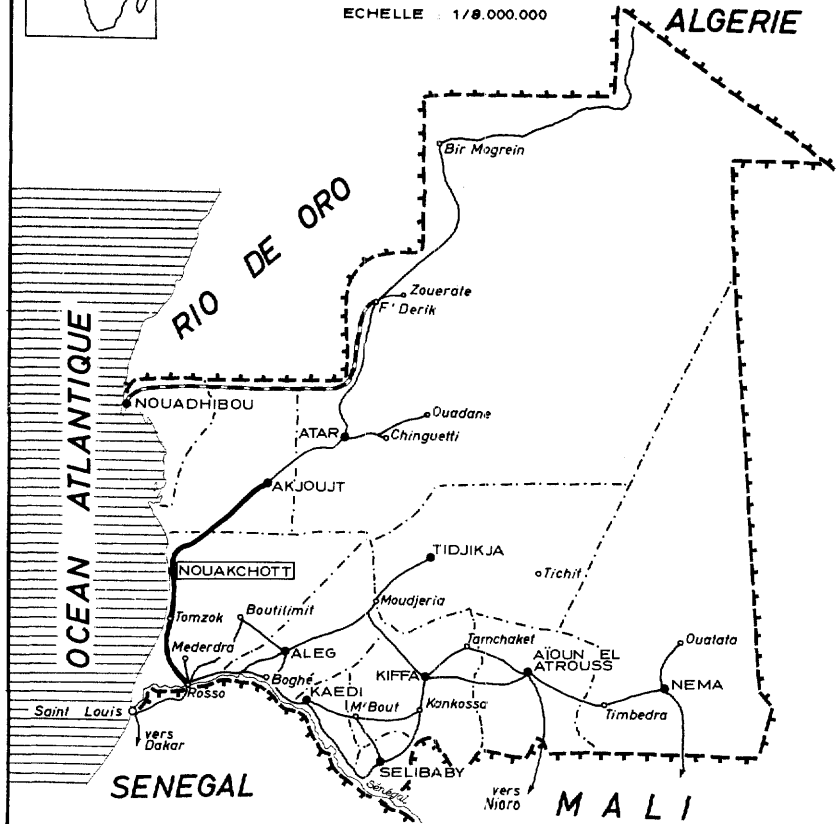 ECHELLE : 1/8.000.000
ALGERIE
Bir Mogrein
RIO DE ORO
Zouerate
F' Derik
OCEAN ATLANTIQUE
NOUADHIBOU
Ouadane
ATAR
Chinguetti
AKJOUJT
TIDJIKJA
NOUAKCHOTT
Tichit
Moudjeria
Boutilimit
Tomzok
Tamchaket
Ouatata
Mederdra
ALEG
AÏOUN EL
ATROUSS
KIFFA
Boghé
NEMA
Rosso
KAEDI
Saint Louis
M'Bout
Kankossa
Timbedra
vers
Dakar
SELIBABY
SENEGAL
Sénégal
vers
Nioro
MALI